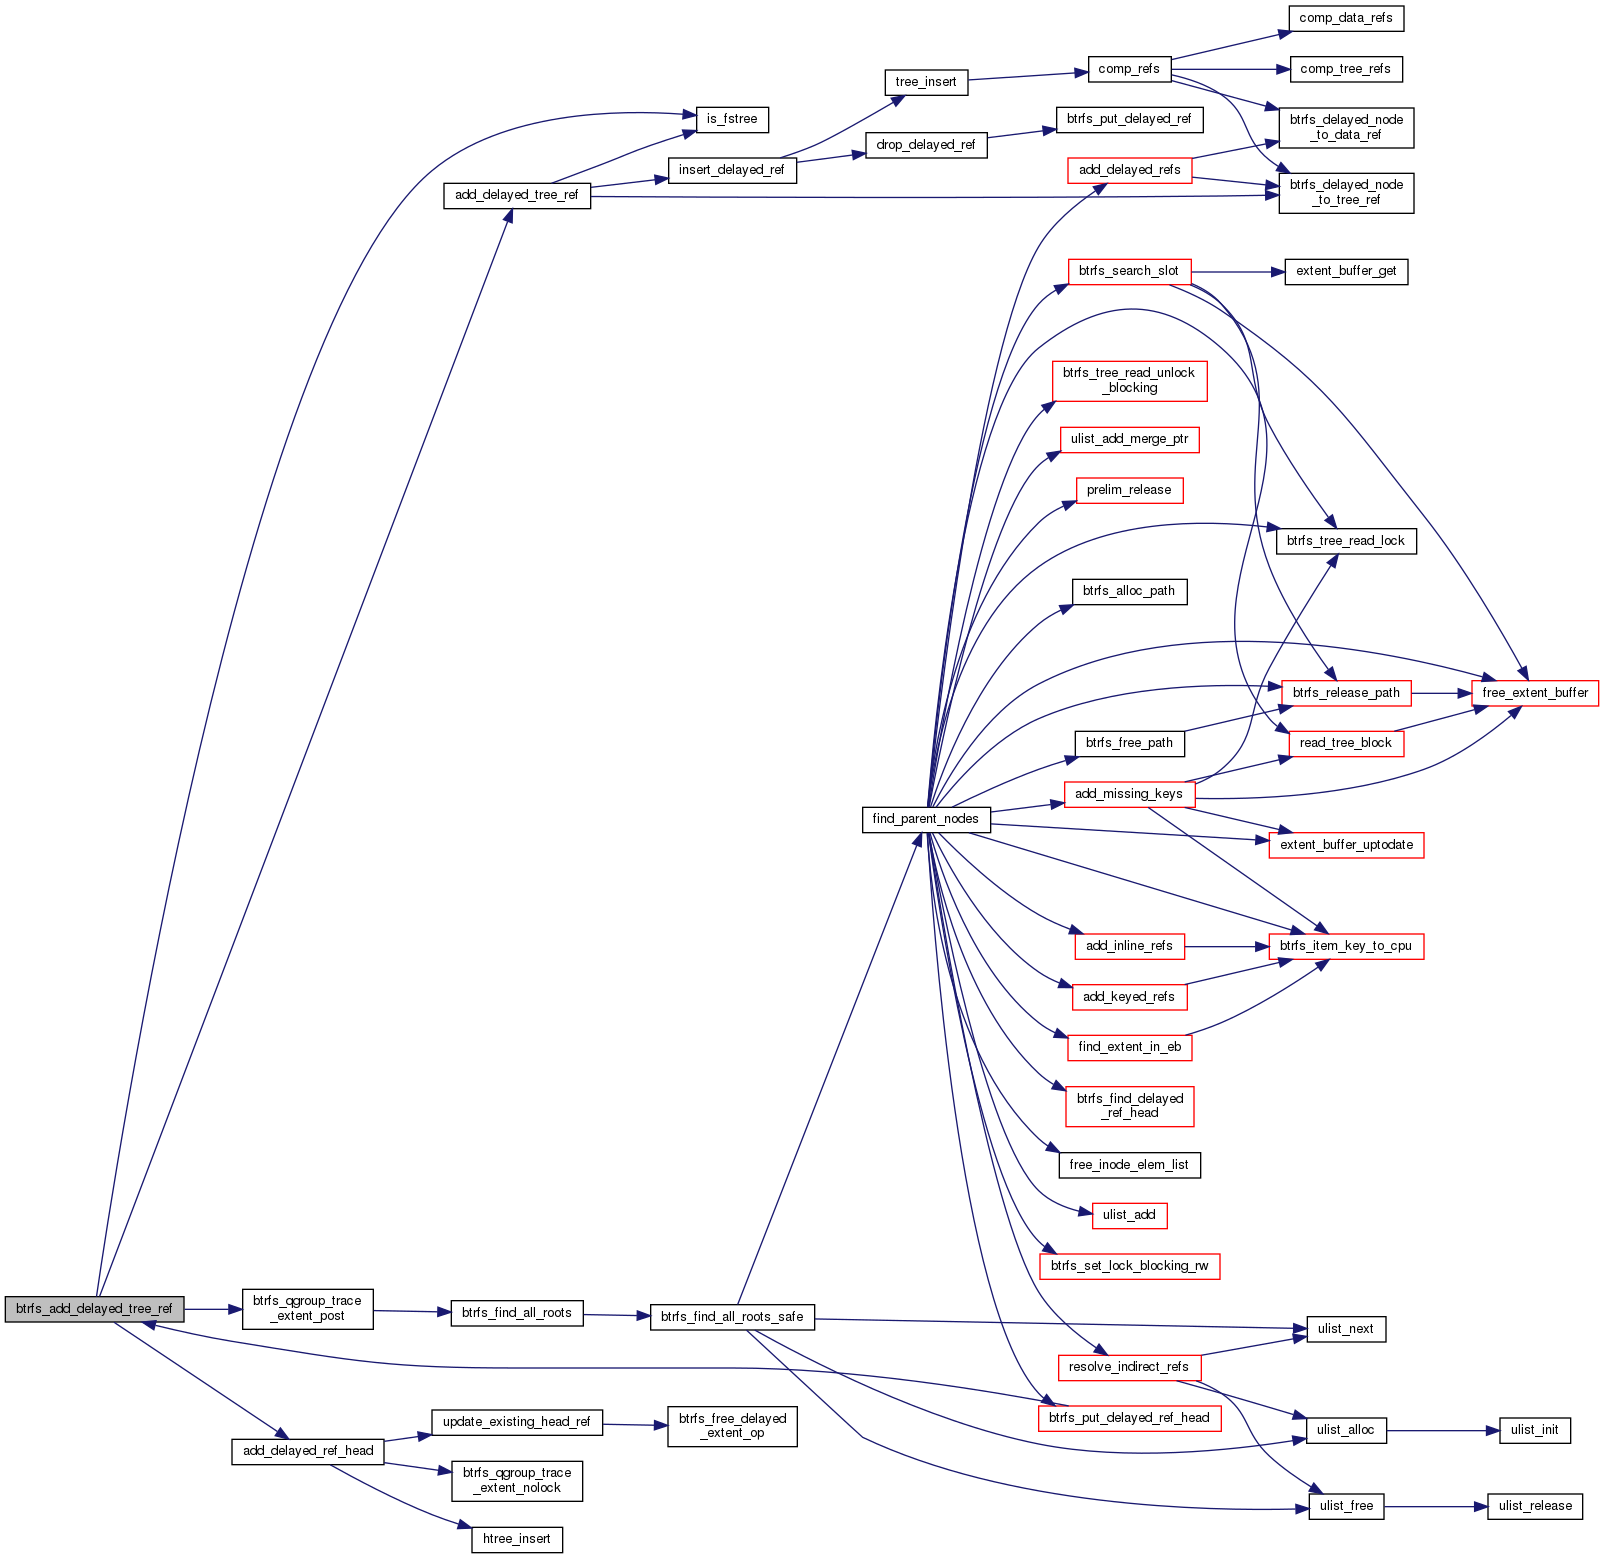 comp_data_refs
tree_insert
comp_refs
comp_tree_refs
is_fstree
btrfs_put_delayed_ref
btrfs_delayed_node
_to_data_ref
drop_delayed_ref
insert_delayed_ref
add_delayed_refs
add_delayed_tree_ref
btrfs_delayed_node
_to_tree_ref
btrfs_search_slot
extent_buffer_get
btrfs_tree_read_unlock
_blocking
ulist_add_merge_ptr
prelim_release
btrfs_tree_read_lock
btrfs_alloc_path
btrfs_release_path
free_extent_buffer
btrfs_free_path
read_tree_block
add_missing_keys
find_parent_nodes
extent_buffer_uptodate
add_inline_refs
btrfs_item_key_to_cpu
add_keyed_refs
find_extent_in_eb
btrfs_find_delayed
_ref_head
free_inode_elem_list
ulist_add
btrfs_set_lock_blocking_rw
btrfs_add_delayed_tree_ref
btrfs_qgroup_trace
_extent_post
btrfs_find_all_roots
btrfs_find_all_roots_safe
ulist_next
resolve_indirect_refs
btrfs_put_delayed_ref_head
update_existing_head_ref
btrfs_free_delayed
_extent_op
ulist_alloc
ulist_init
add_delayed_ref_head
btrfs_qgroup_trace
_extent_nolock
ulist_free
ulist_release
htree_insert